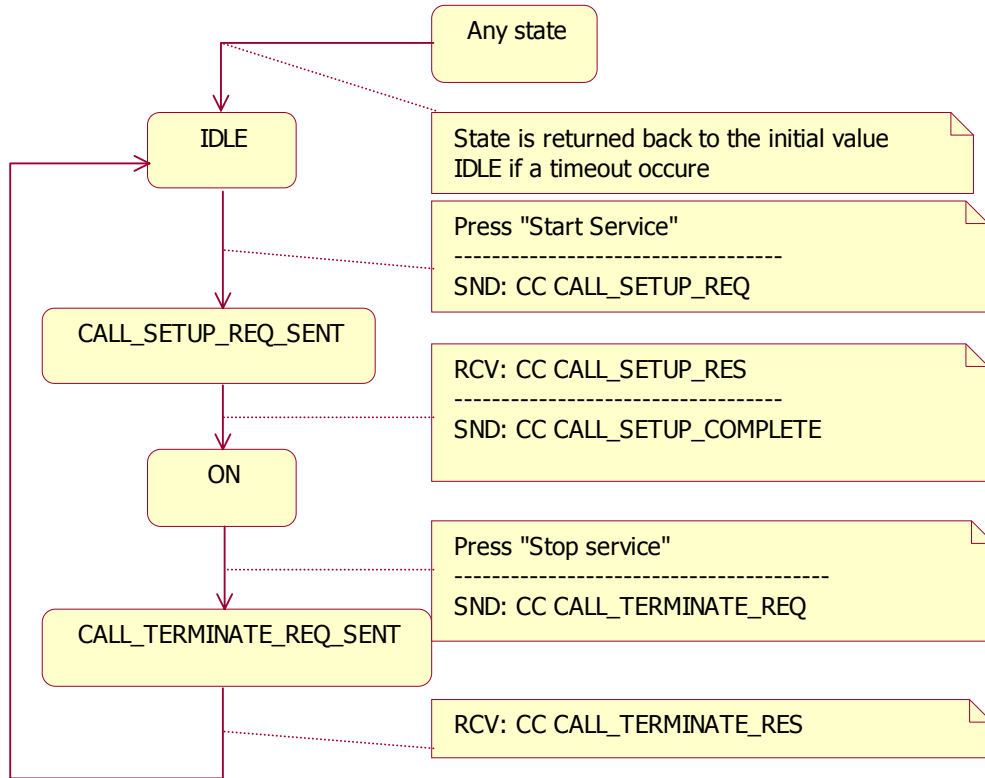 Any state
IDLE
State is returned back to the initial value
IDLE if a timeout occure
Press "Start Service"
-----------------------------------
SND: CC CALL_SETUP_REQ
CALL_SETUP_REQ_SENT
RCV: CC CALL_SETUP_RES
-----------------------------------
SND: CC CALL_SETUP_COMPLETE
ON
Press "Stop service"
----------------------------------------
SND: CC CALL_TERMINATE_REQ
CALL_TERMINATE_REQ_SENT
RCV: CC CALL_TERMINATE_RES